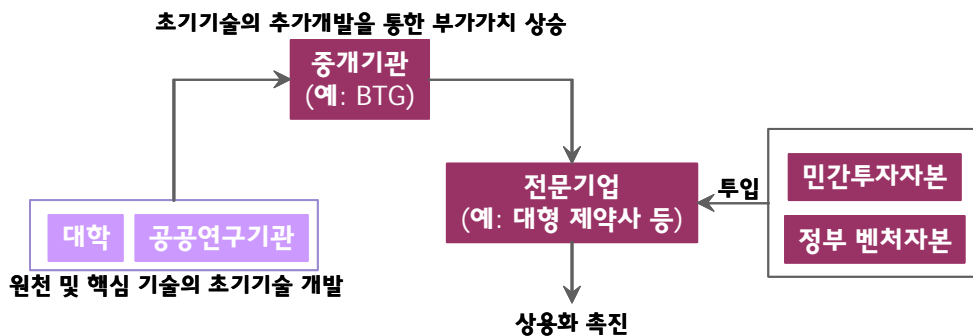 초기기술의 추가개발을 통한 부가가치 상승
중개기관
(예: BTG)
전문기업
(예: 대형 제약사 등)
투입
민간투자자본
정부 벤처자본
대학
공공연구기관
원천 및 핵심 기술의 초기기술 개발
상용화 촉진